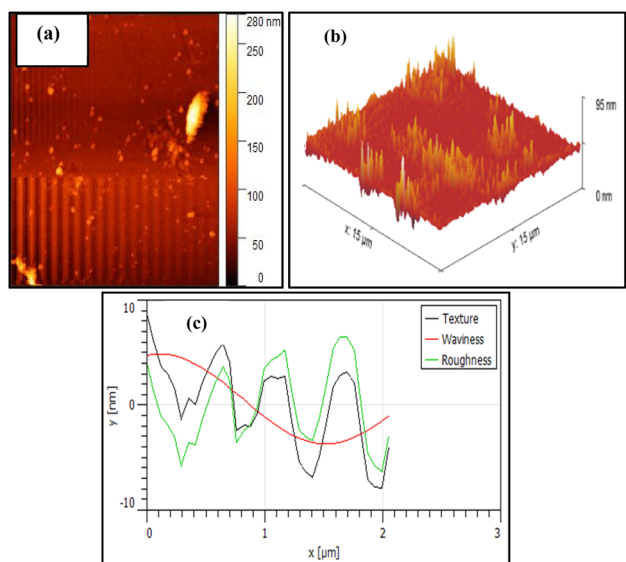 (a)
280 nm
250
200
150
100
50
0
(b)
95 nm
0 nm
x: 15 µm
y: 15 µm
(c)
Texture
Waviness
Roughness
10
0
-10
y [nm]
0
1
2
3
x [µm]